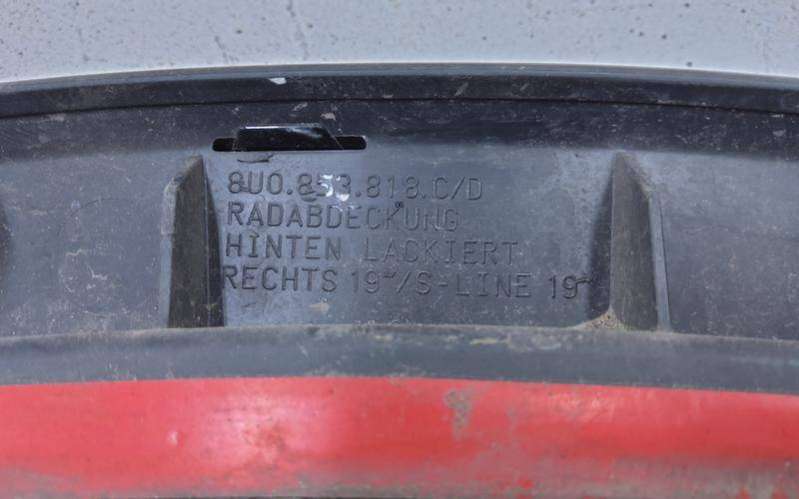 8U0.853.818.C/D
RADABDECKUNG
HINTEN LACKIERT
RECHTS 19"/S-LINE 19"